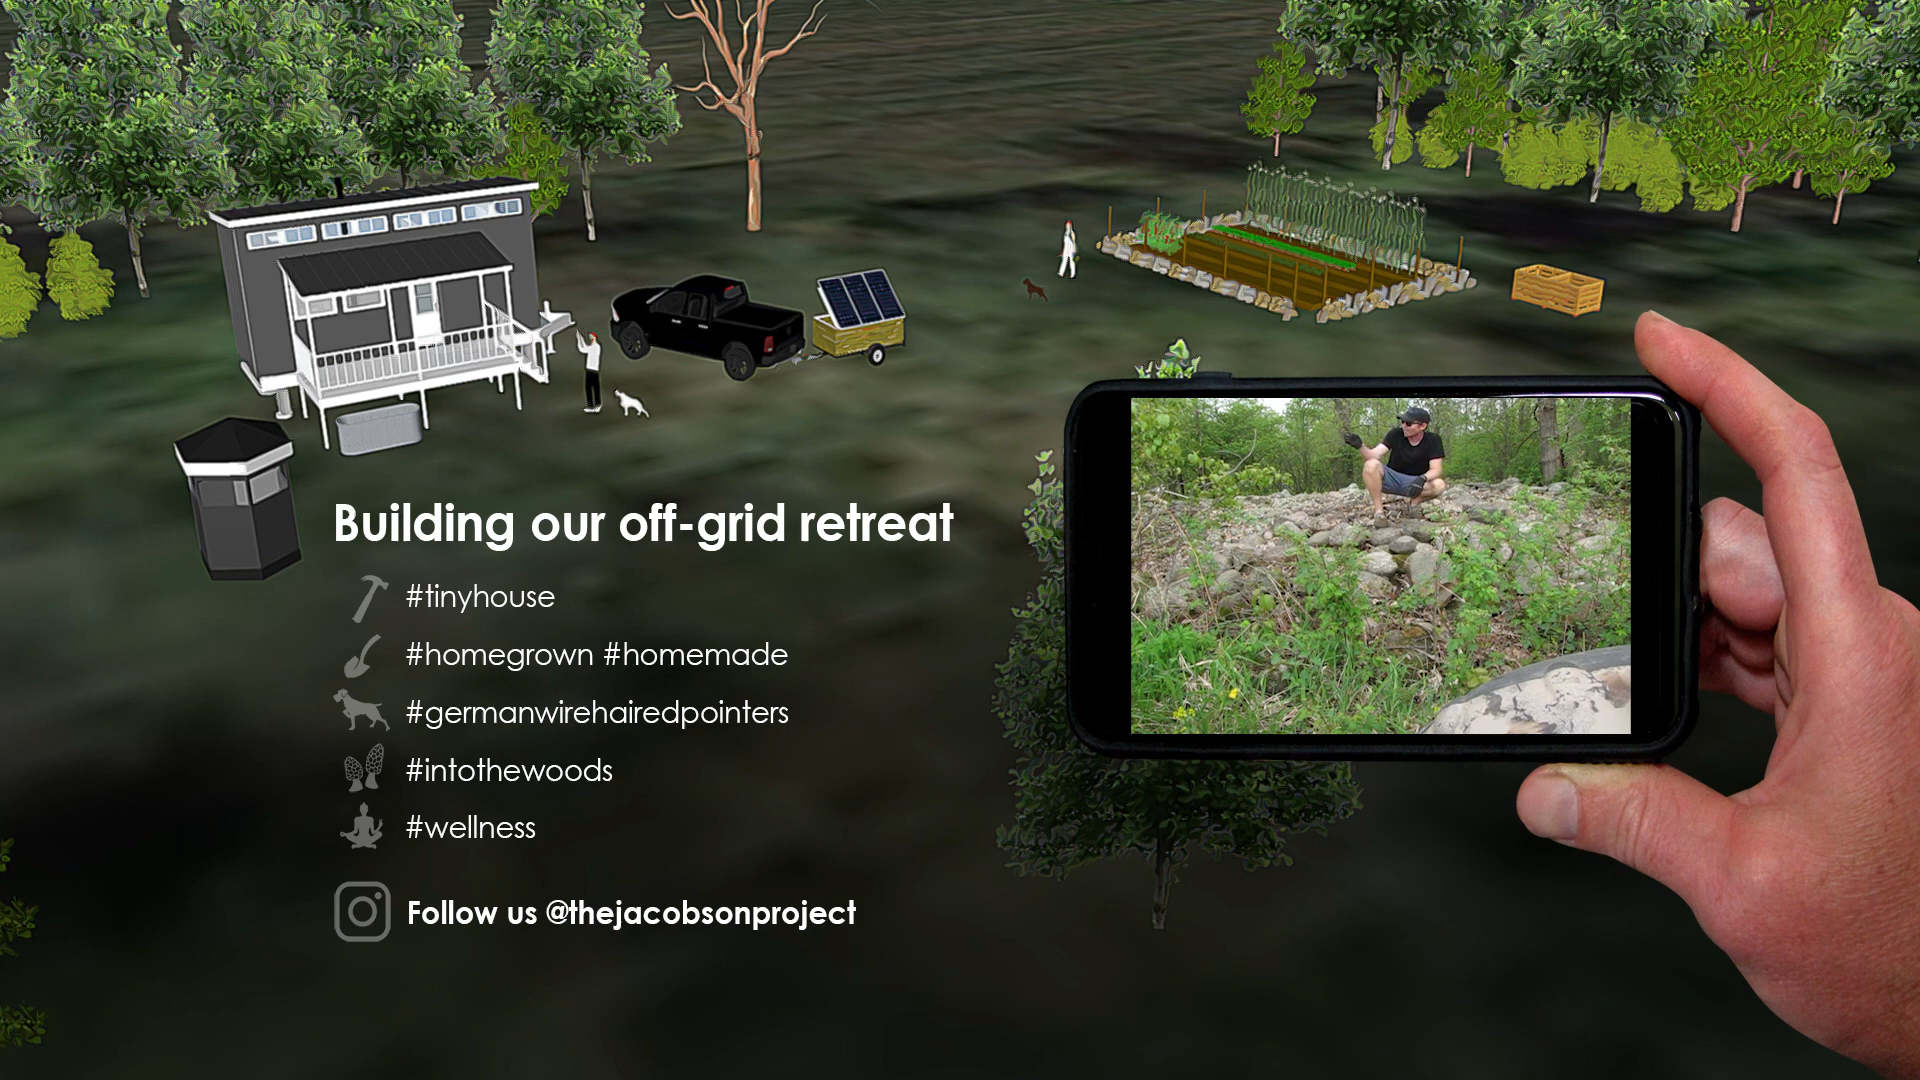 Building our off-grid retreat
#tinyhouse
#homegrown #homemade
#germanwirehairedpointers
#intothewoods
#wellness
Follow us @thejacobsonproject